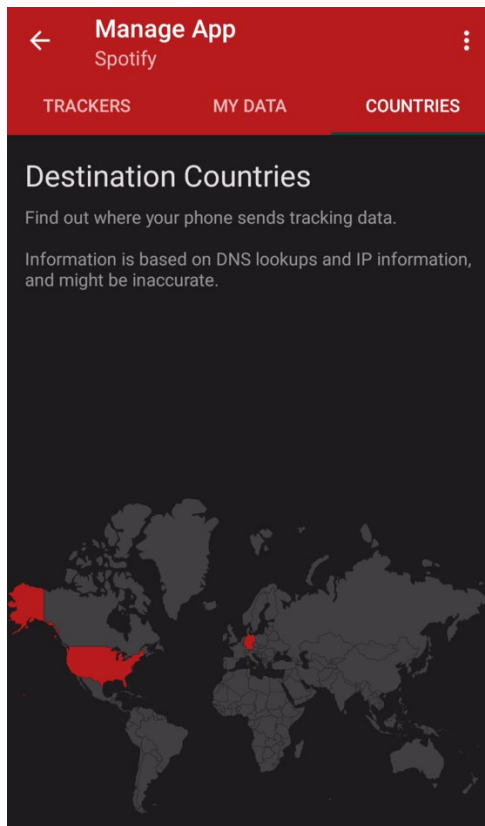 Manage App
Spotify
TRACKERS MY DATA COUNTRIES
Destination Countries
Find out where your phone sends tracking data.
Information is based on DNS lookups and IP information,
and might be inaccurate.